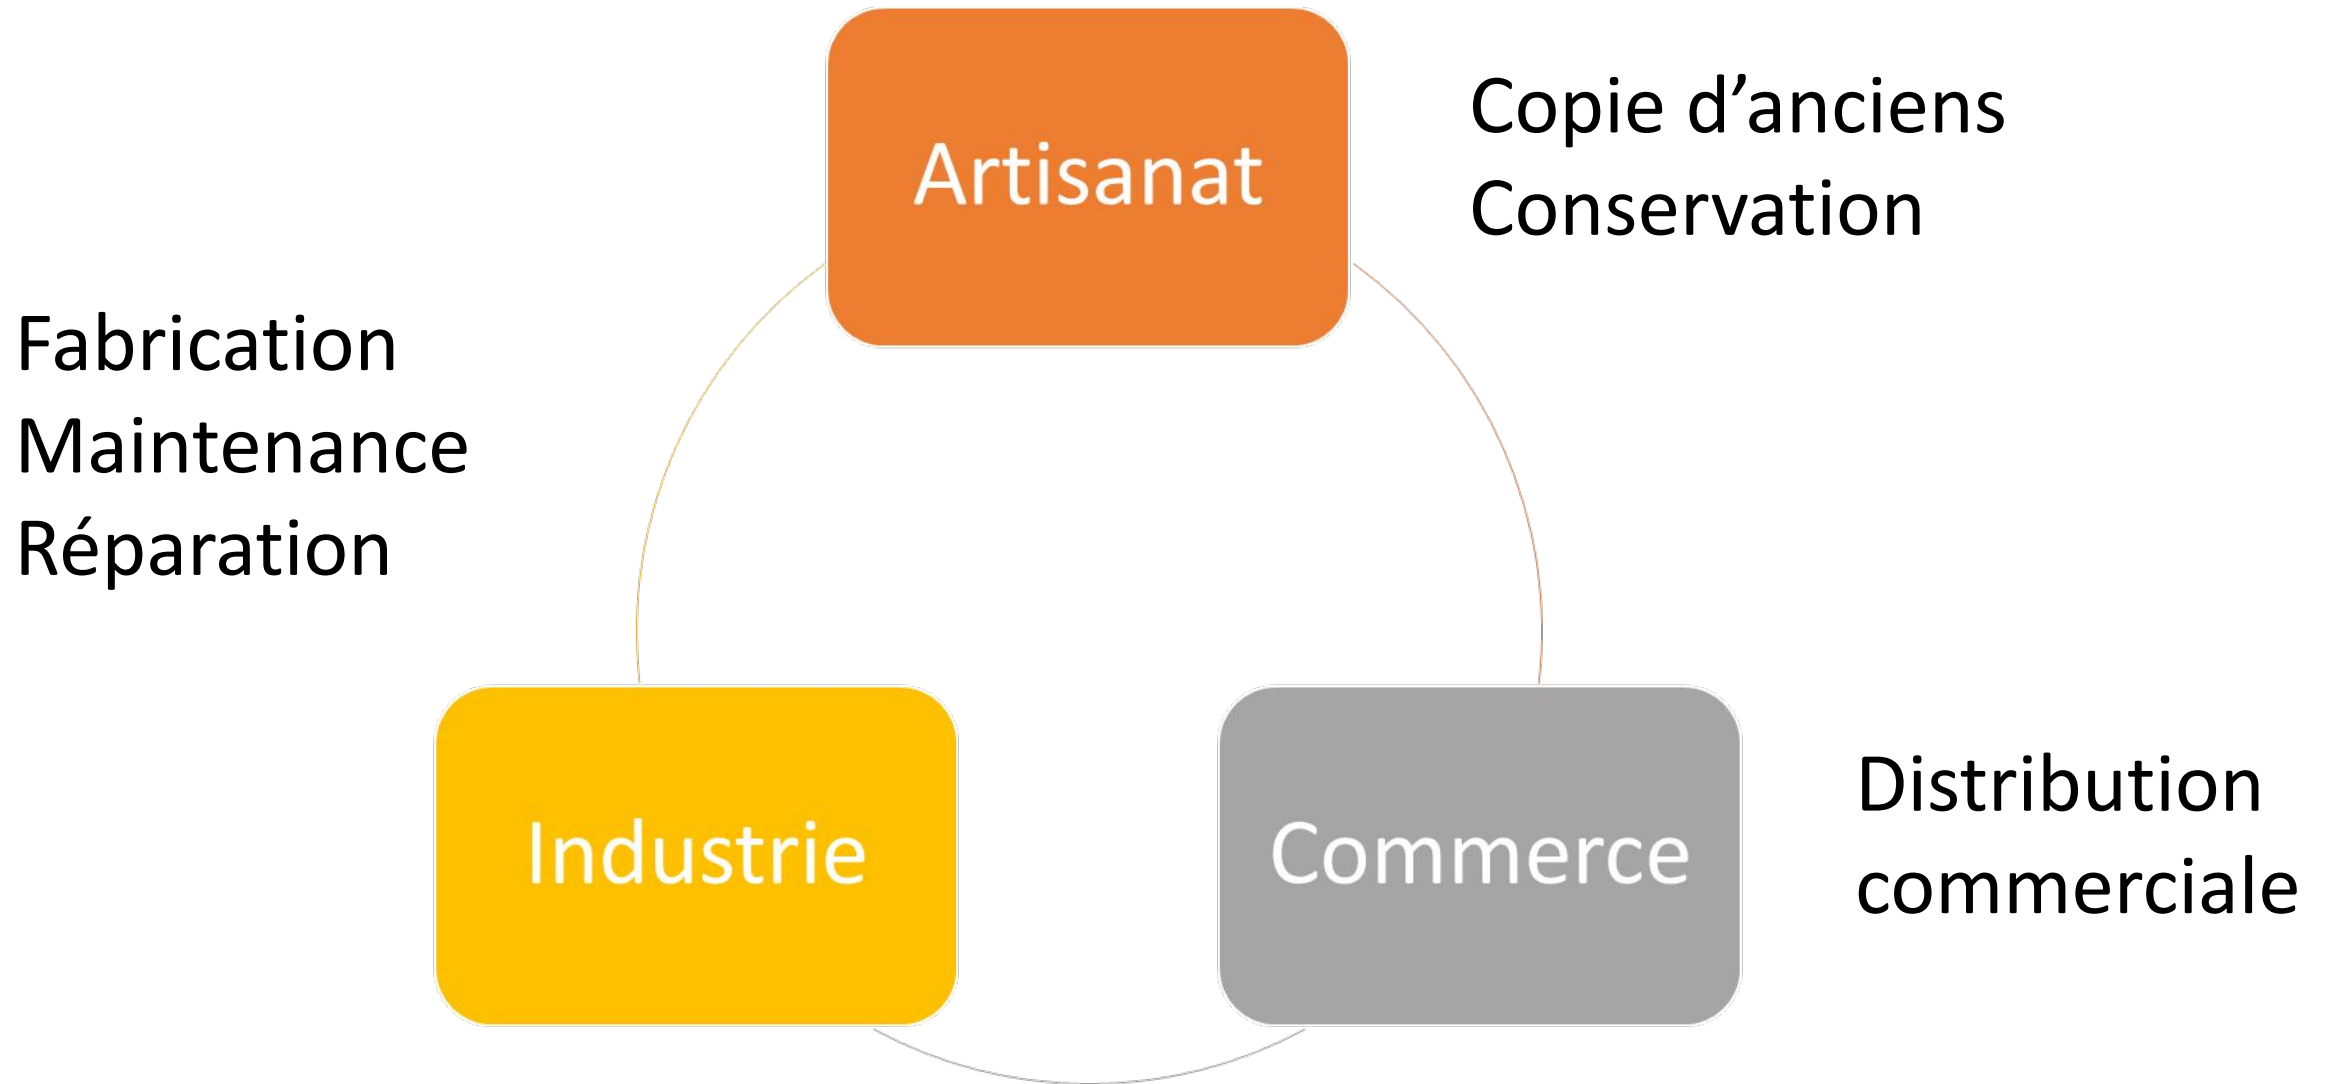 Artisanat
Copie d’anciens
Conservation
Fabrication
Maintenance
Réparation
Industrie
Commerce
Distribution
commerciale